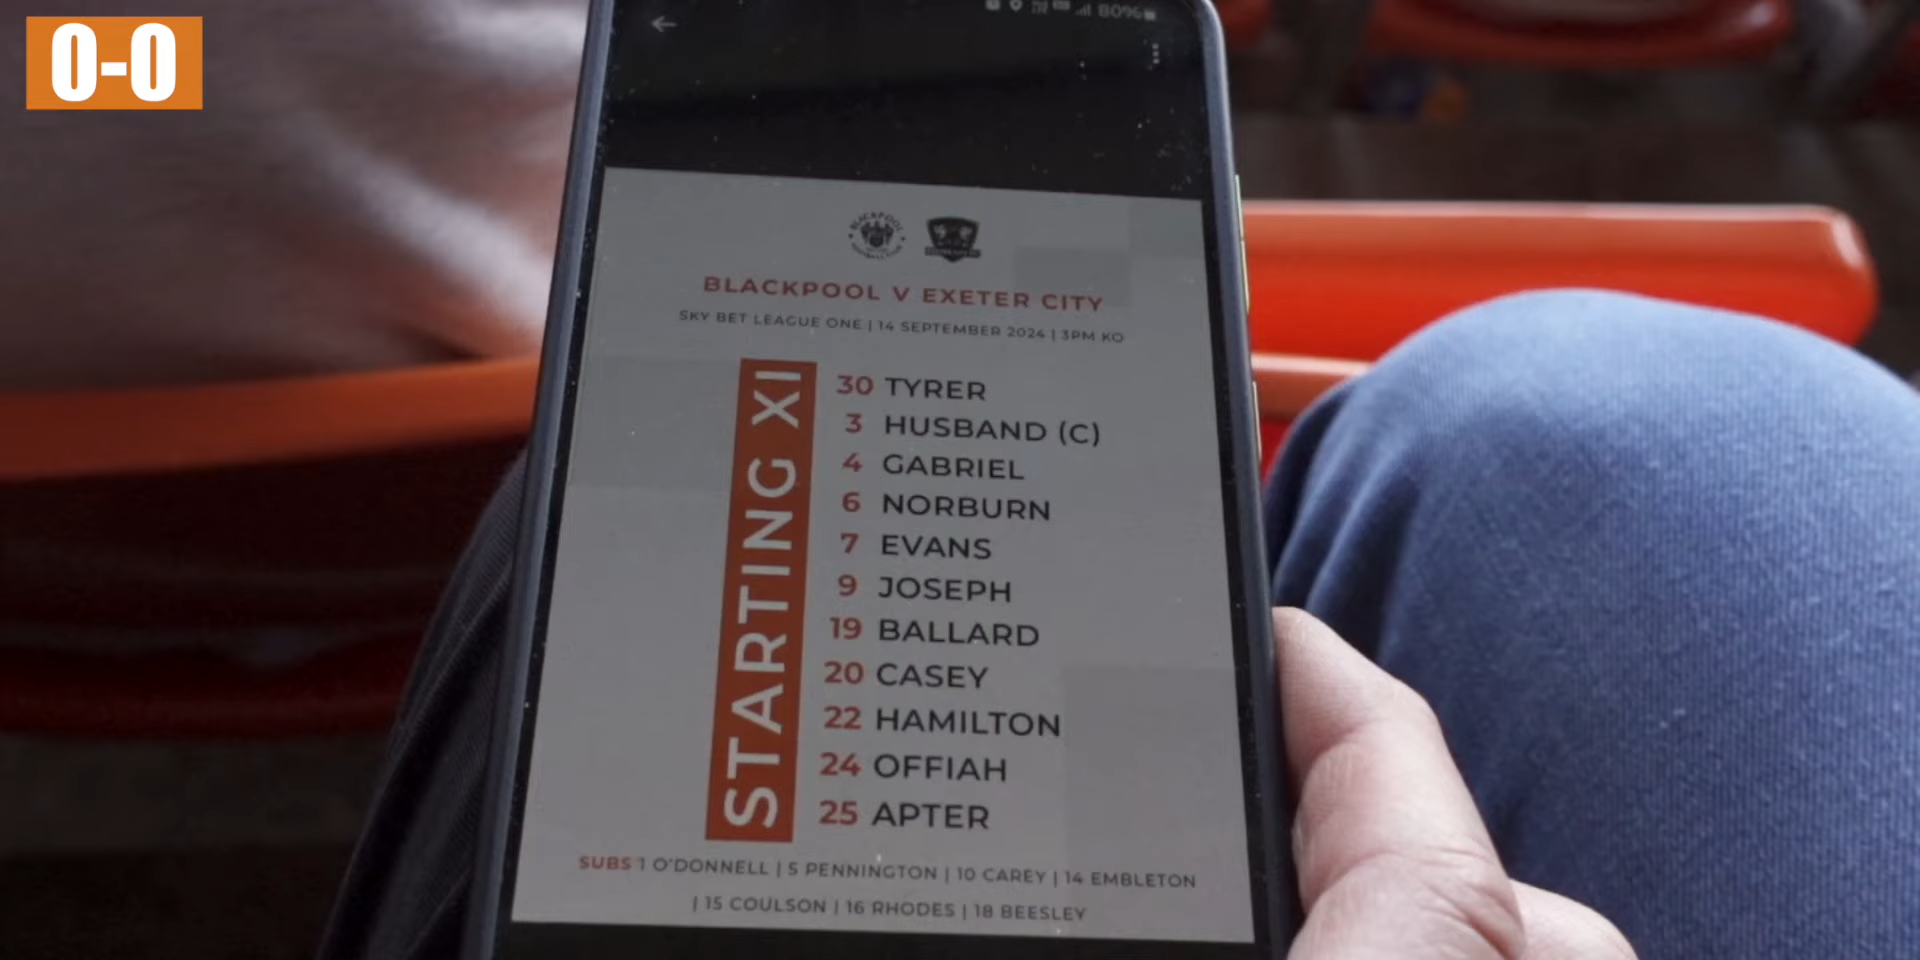 0-0
80%
BLACKPOOL
BLACKPOOL V EXETER CITY
SKY BET LEAGUE ONE | 14 SEPTEMBER 2024 | 3PM KO
STARTING XI
30 TYRER
3 HUSBAND (C)
4 GABRIEL
6 NORBURN
7 EVANS
9 JOSEPH
19 BALLARD
20 CASEY
22 HAMILTON
24 OFFIAH
25 APTER
SUBS 1 O'DONNELL | 5 PENNINGTON | 10 CAREY | 14 EMBLETON
| 15 COULSON | 16 RHODES | 18 BEESLEY